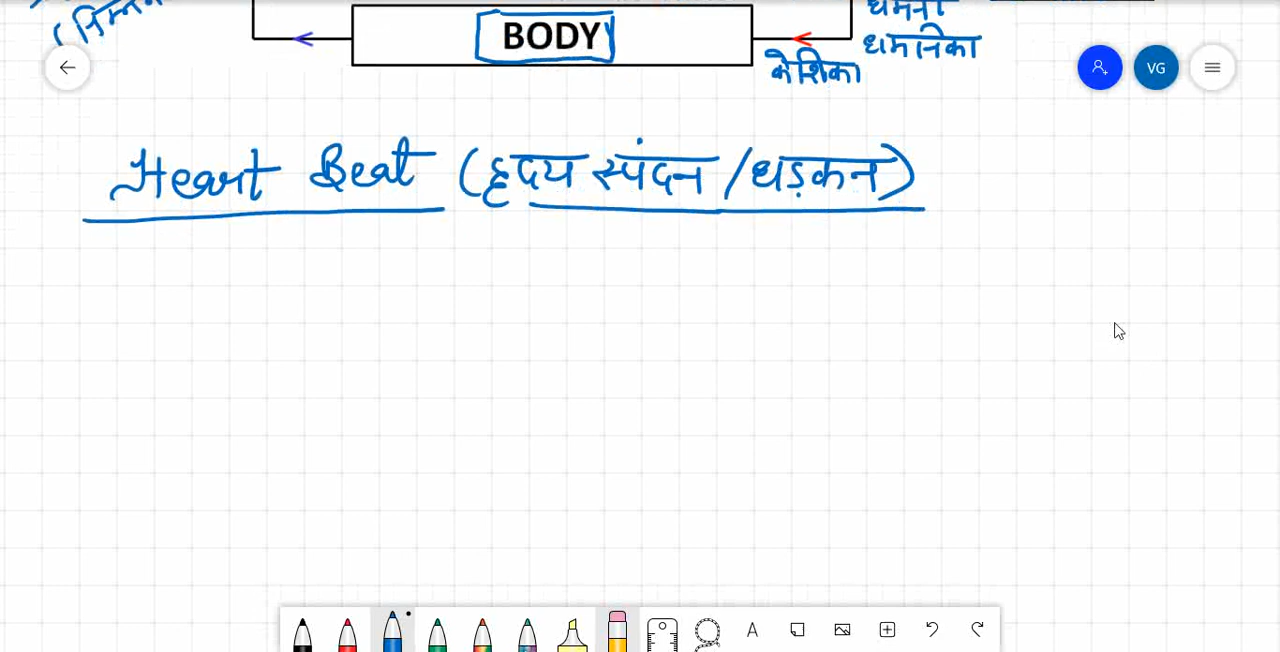 धमनी
BODY
धमनिका
केशिका
VG
Heart Beat (हृदय स्पंदन / धड़कन)
A